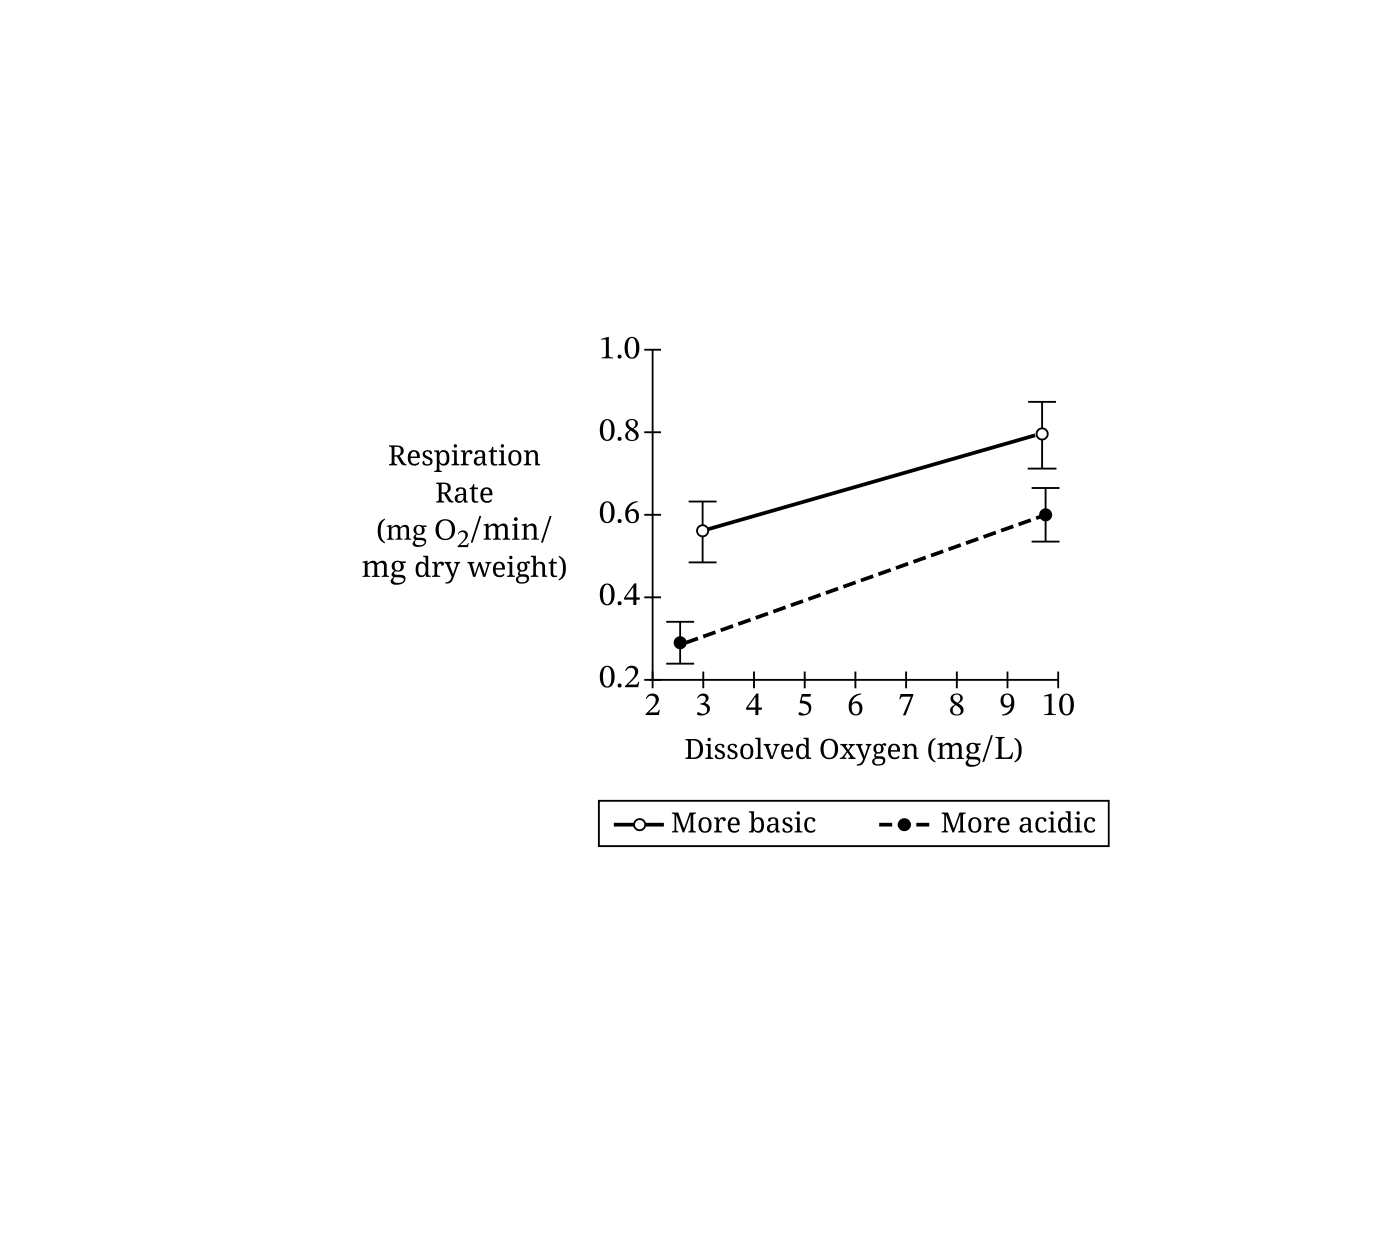 1.0
0.8
0.6
0.4
0.2
Respiration
Rate
(mg O₂/min/
mg dry weight)
2 3 4 5 6 7 8 9 10
Dissolved Oxygen (mg/L)
More basic More acidic